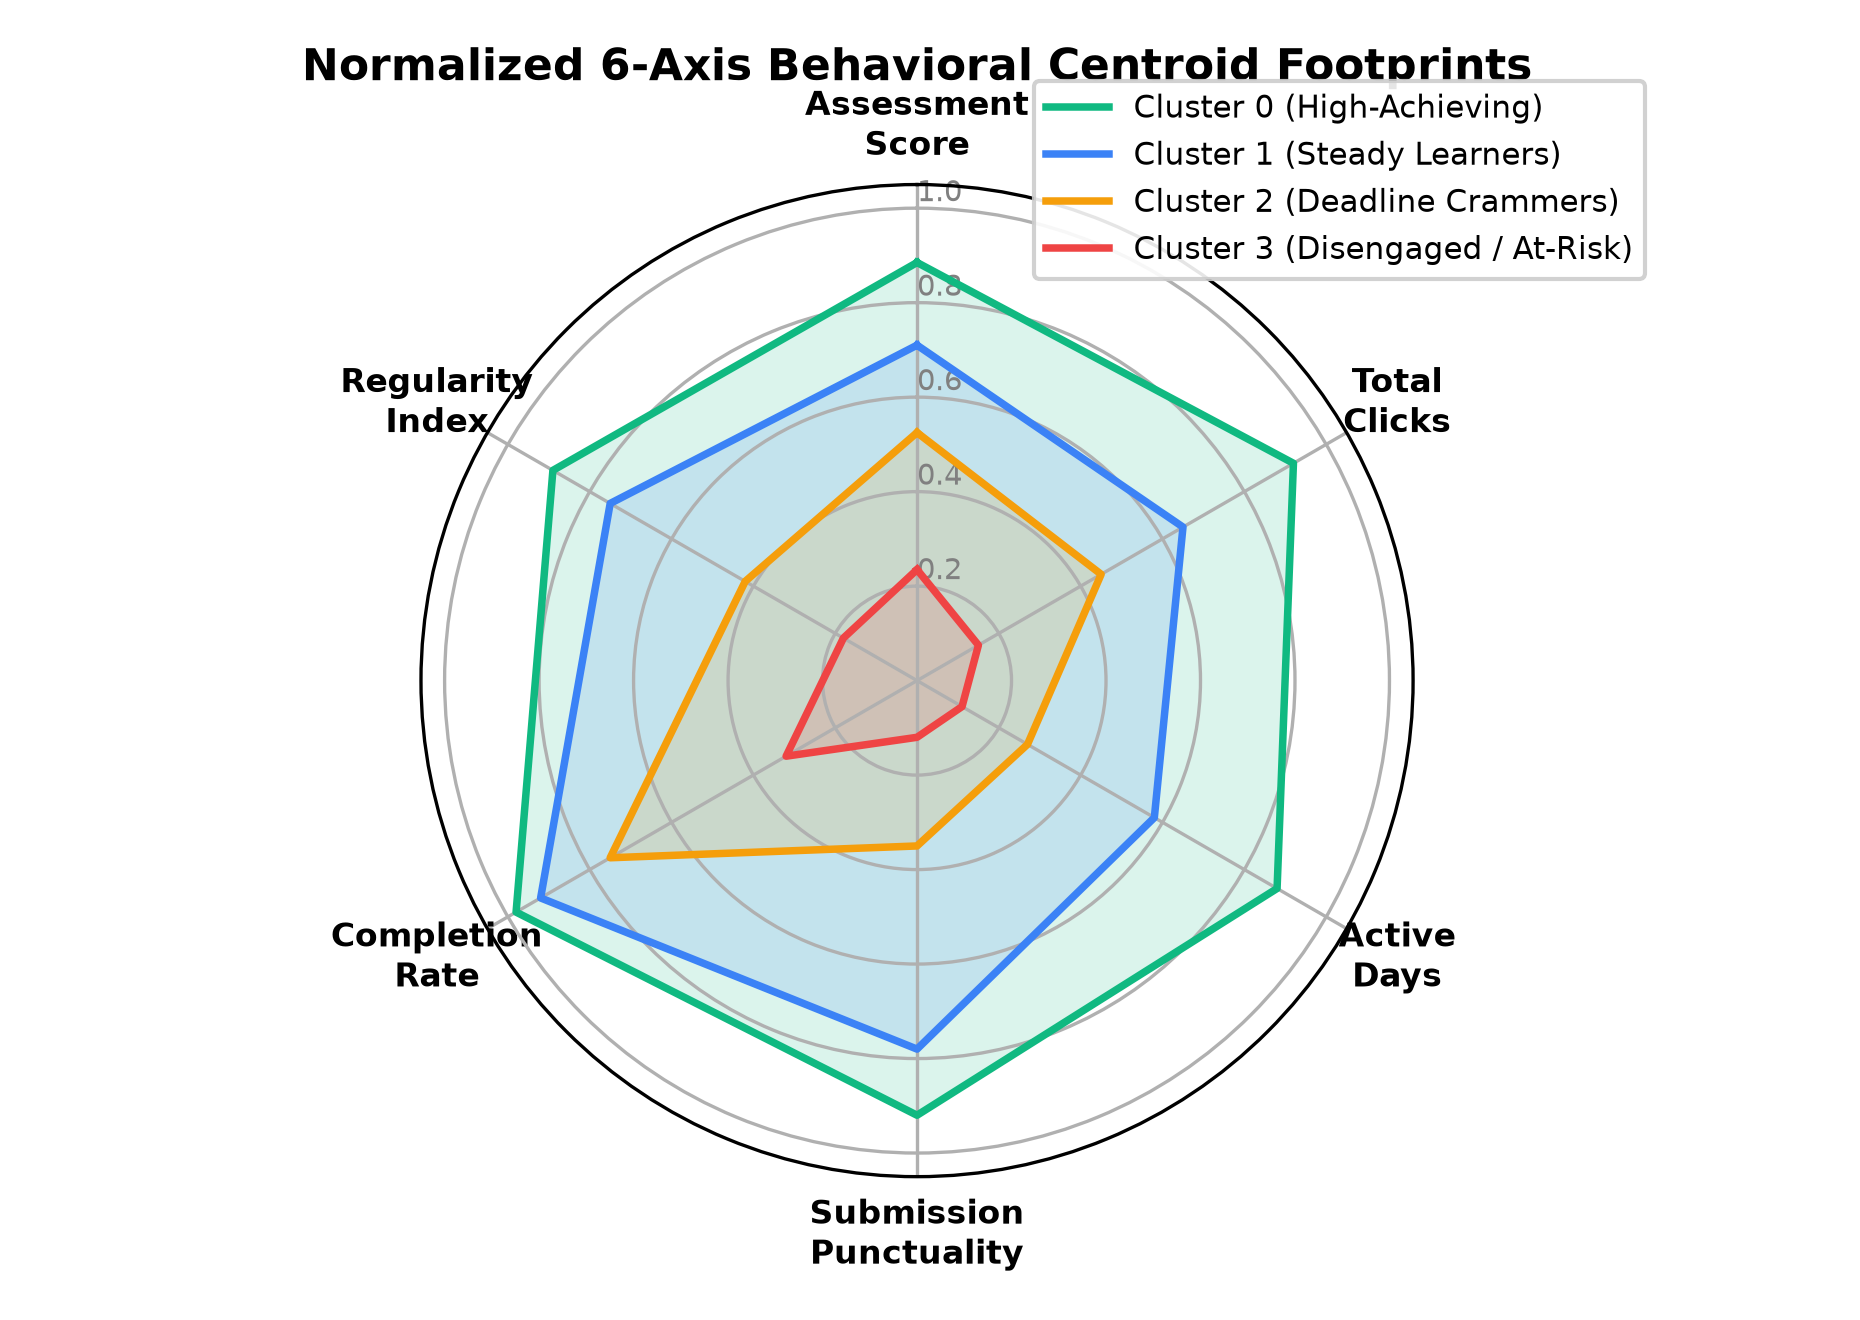 Normalized 6-Axis Behavioral Centroid Footprints
Assessment
Score
Cluster 0 (High-Achieving)
Cluster 1 (Steady Learners)
Cluster 2 (Deadline Crammers)
Cluster 3 (Disengaged / At-Risk)
1.0
0.8
0.6
0.4
0.2
Regularity
Index
Total
Clicks
Completion
Rate
Active
Days
Submission
Punctuality